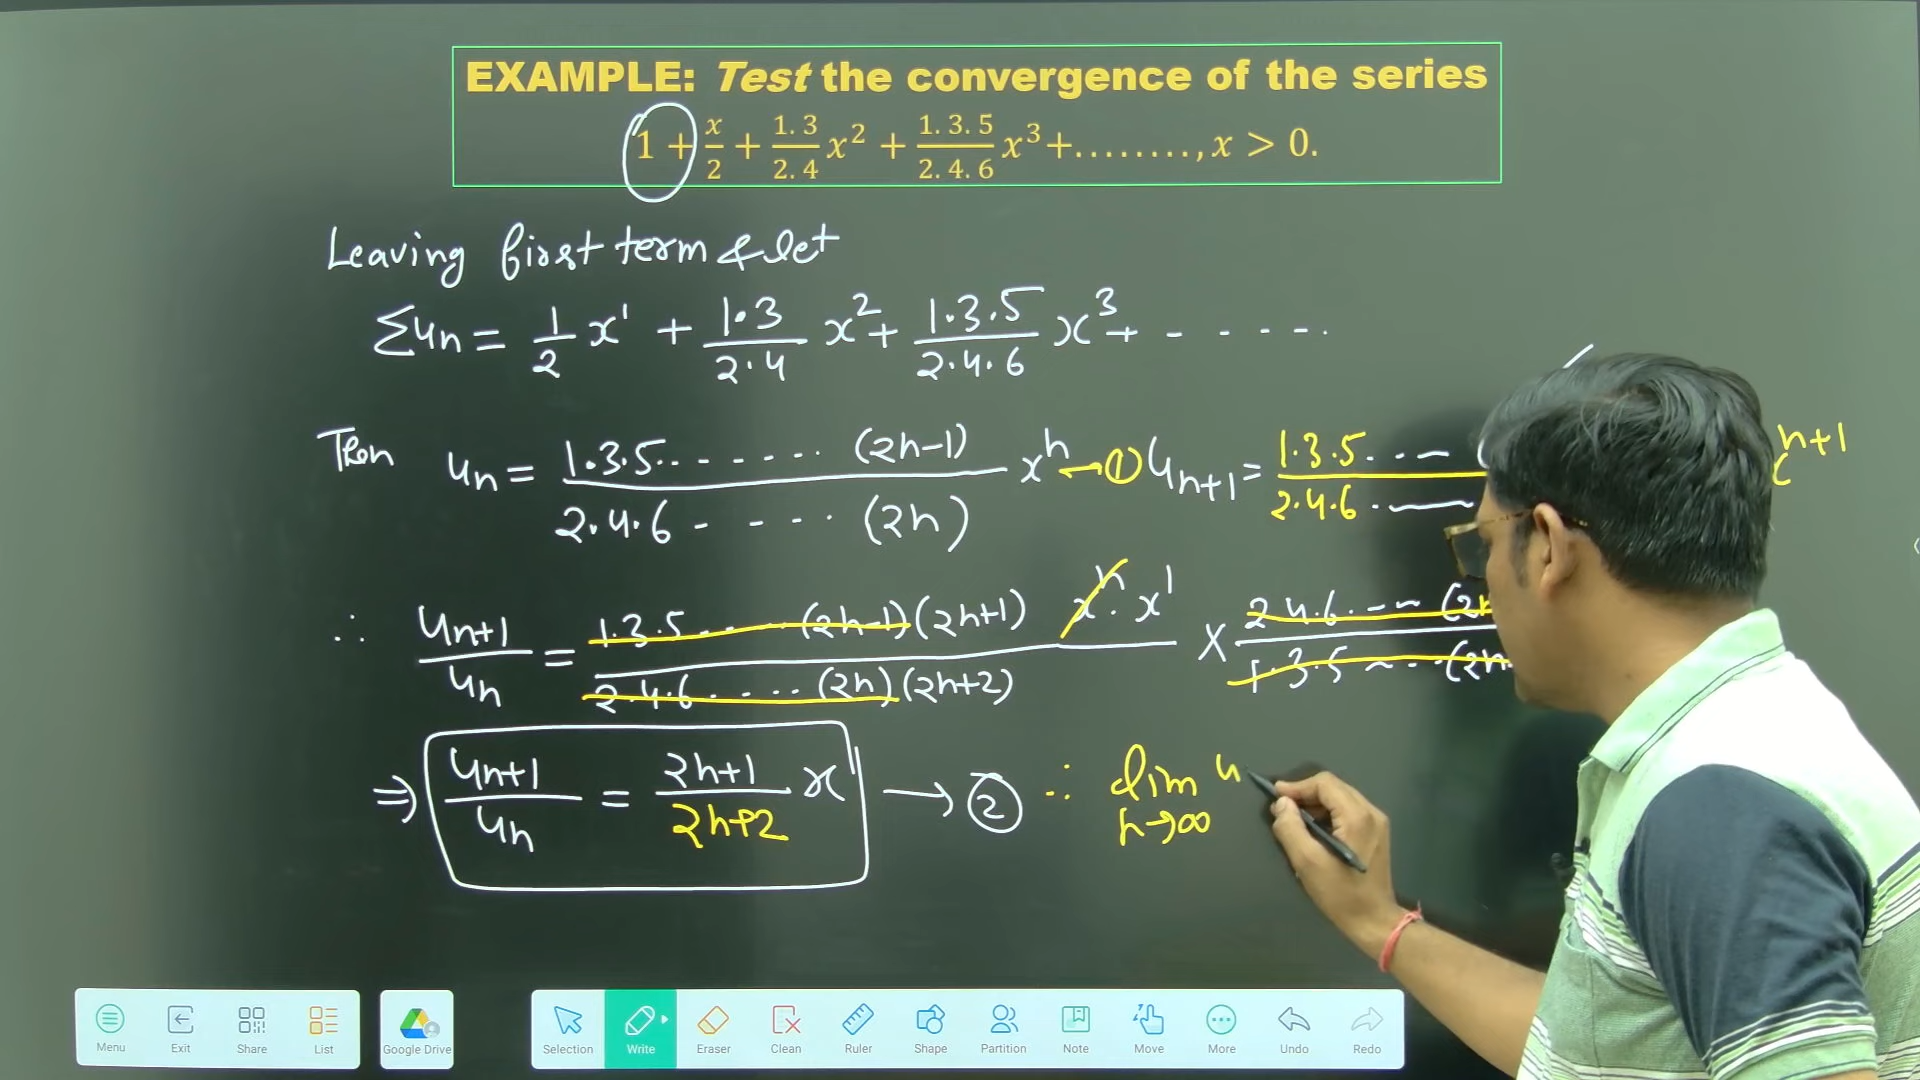 EXAMPLE: Test the convergence of the series
1 + x/2 + 1.3/2.4 x² + 1.3.5/2.4.6 x³ +........, x > 0.
Leaving first term & let
Σun = 1/2 x¹ + 1·3/2·4 x² + 1·3·5/2·4·6 x³ + - - - - - .
Then un = 1·3·5 - - - - - - - (2n-1) / 2·4·6 - - - - - (2n) xⁿ ← ① Un+1 = 1·3·5 - - - / 2·4·6 - - - n+1
∴ un+1/un = 1·3·5 - - - - - (2n-1)(2n+1) xⁿ · x¹ / 2·4·6 - - - - (2n)(2n+2) × 2·4·6 - - - (2n / 1·3·5 - - - (2n-
⇒ un+1/un = 2n+1/2n+2 x → ② ∴ lim n→∞ u
Menu Exit Share List Google Drive Selection Write Eraser Clean Ruler Shape Partition Note Move More Undo Redo